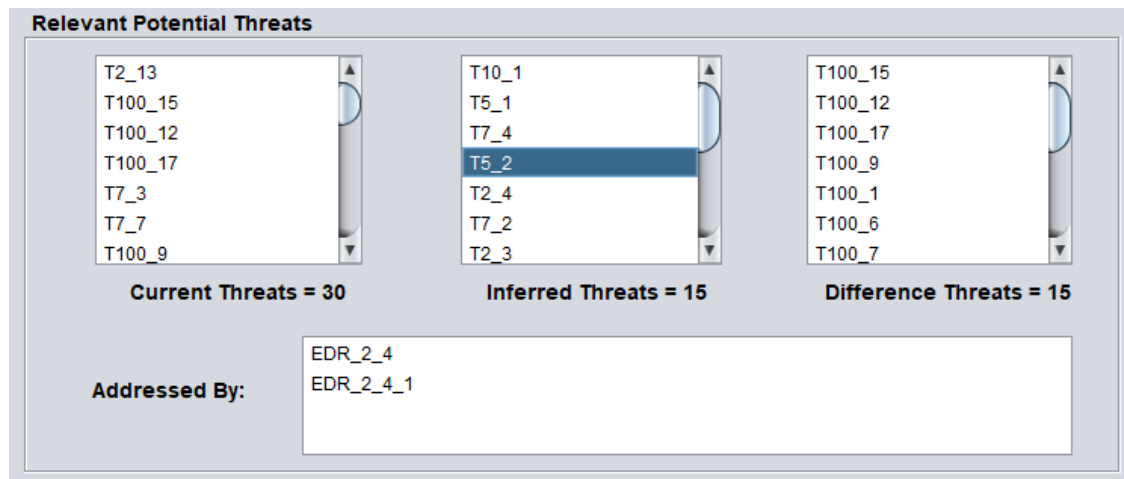 Relevant Potential Threats
T2_13
T100_15
T100_12
T100_17
T7_3
T7_7
T100_9
Current Threats = 30
T10_1
T5_1
T7_4
T5_2
T2_4
T7_2
T2_3
Inferred Threats = 15
T100_15
T100_12
T100_17
T100_9
T100_1
T100_6
T100_7
Difference Threats = 15
Addressed By:
EDR_2_4
EDR_2_4_1